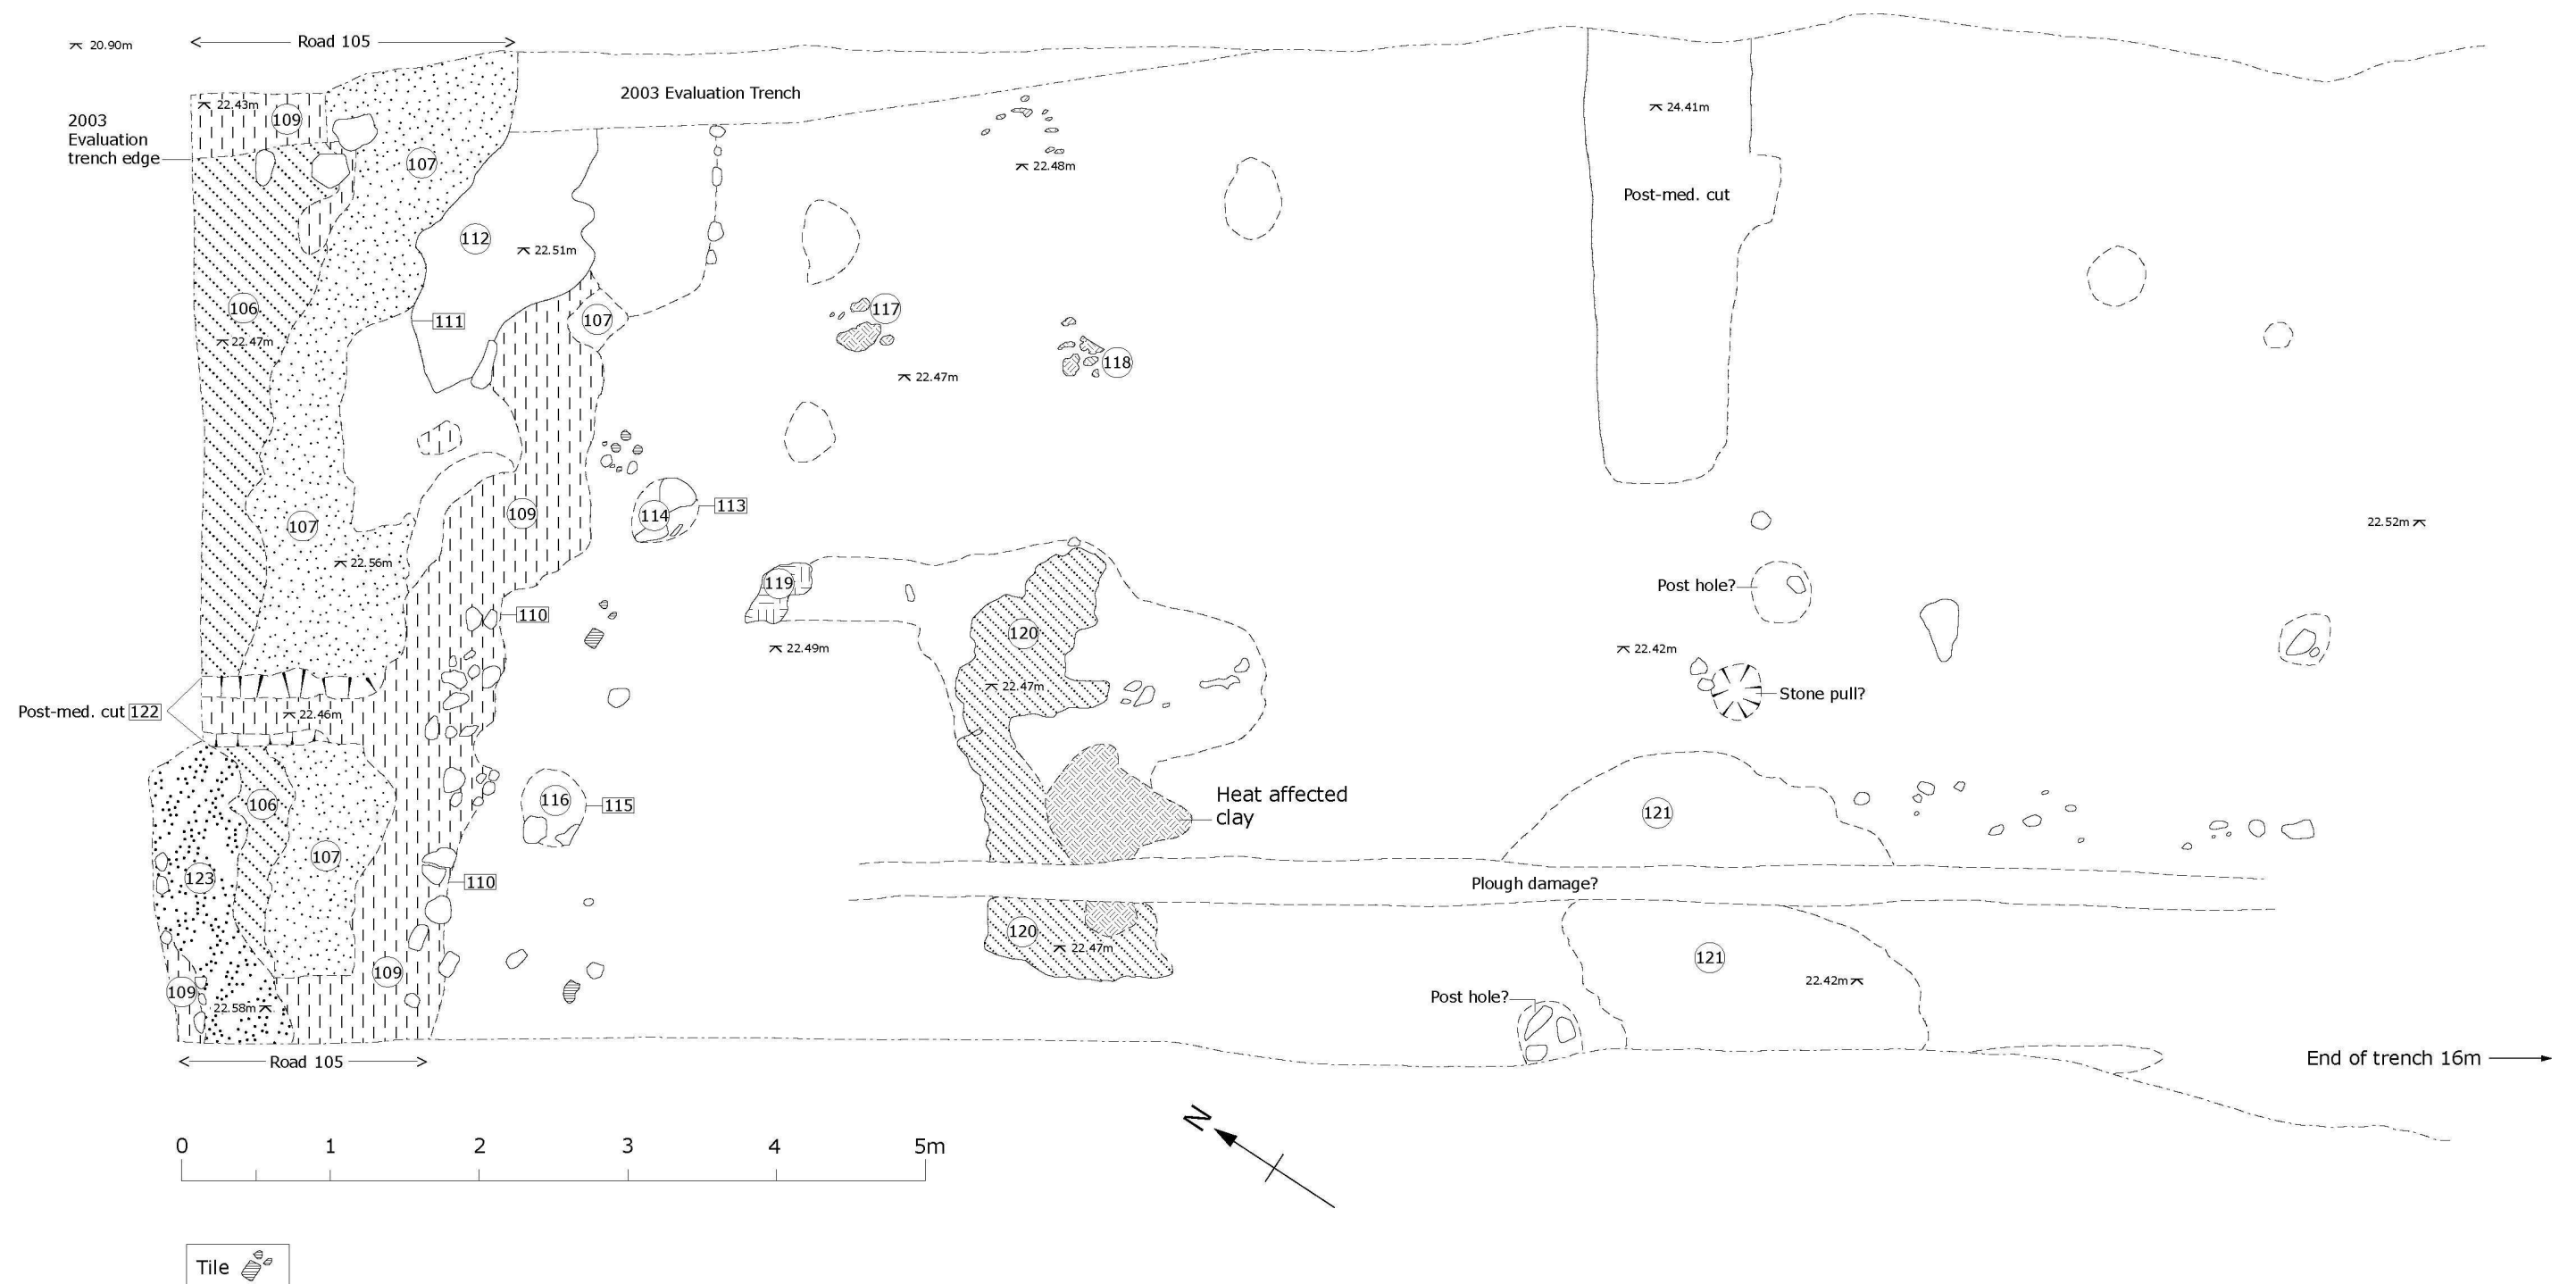 20.90m
Road 105
22.43m
109
2003
Evaluation
trench edge
107
2003 Evaluation Trench
24.41m
22.48m
Post-med. cut
112
22.51m
106
22.47m
111
107
117
118
22.47m
109
107
114
113
22.56m
22.52m
119
110
120
22.49m
Post hole?
22.42m
22.47m
Stone pull?
Post-med. cut 122
22.46m
106
116
115
Heat affected
clay
121
107
123
110
Plough damage?
120
22.47m
121
109
109
22.58m
22.42m
Post hole?
Road 105
End of trench 16m
N
0 1 2 3 4 5m
Tile